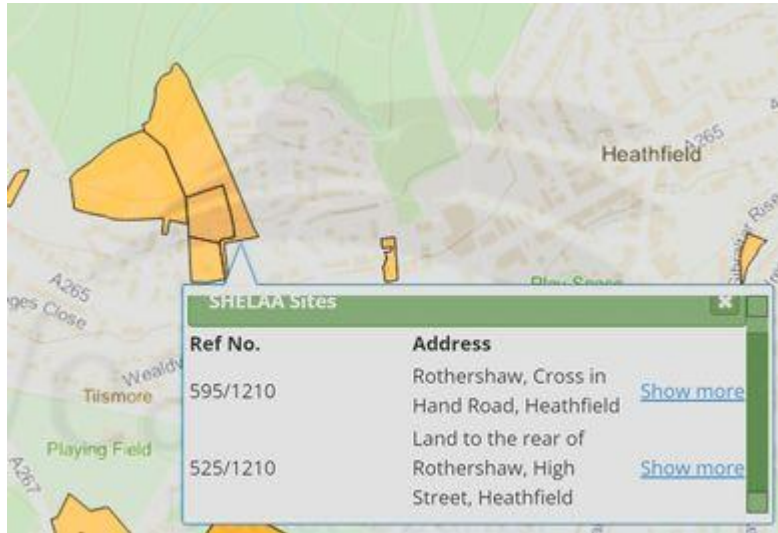 A265
Heathfield
Rise
Play Space
A265
ges Close
Wealdw
Tilsmore
Playing Field
A267
SHELAA Sites
Ref No.
Address
595/1210
Rothershaw, Cross in
Hand Road, Heathfield
Show more
525/1210
Land to the rear of
Rothershaw, High
Street, Heathfield
Show more